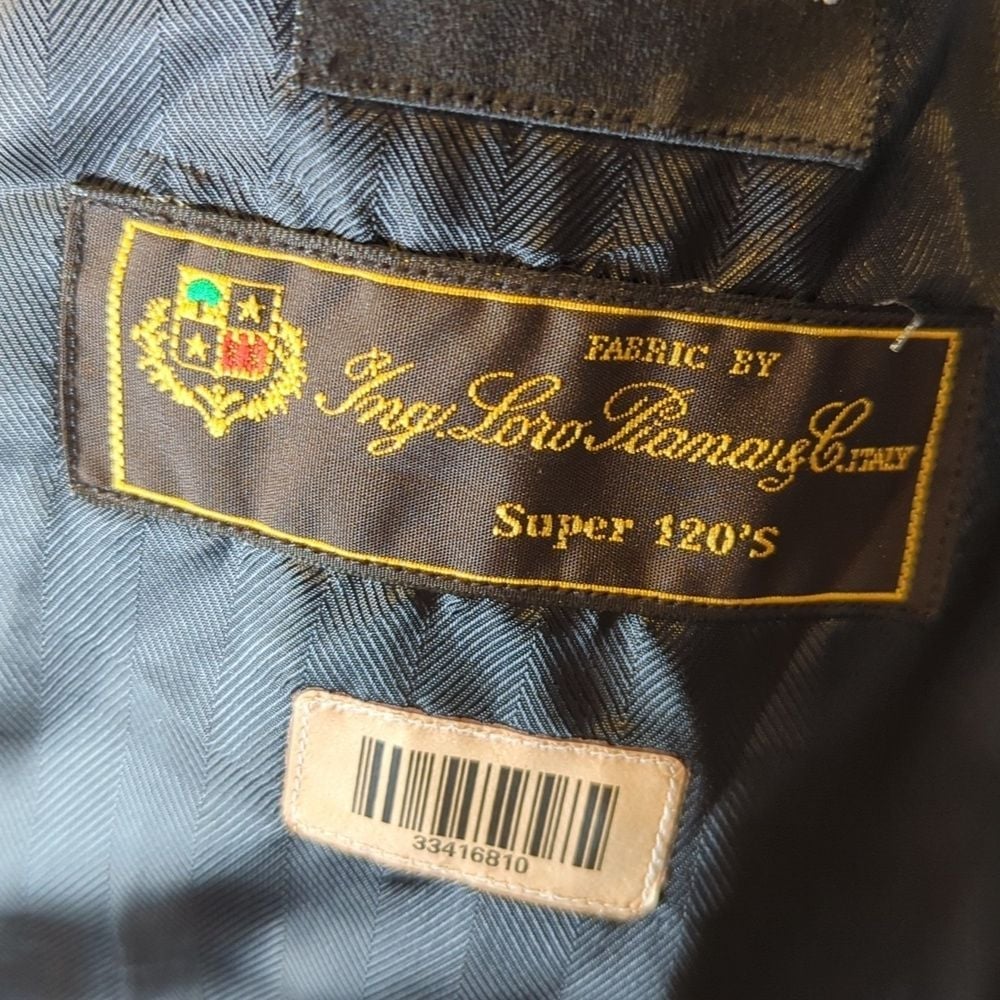 FABRIC BY
Ing. Loro Piana & C. ITALY
Super 120's
33416810